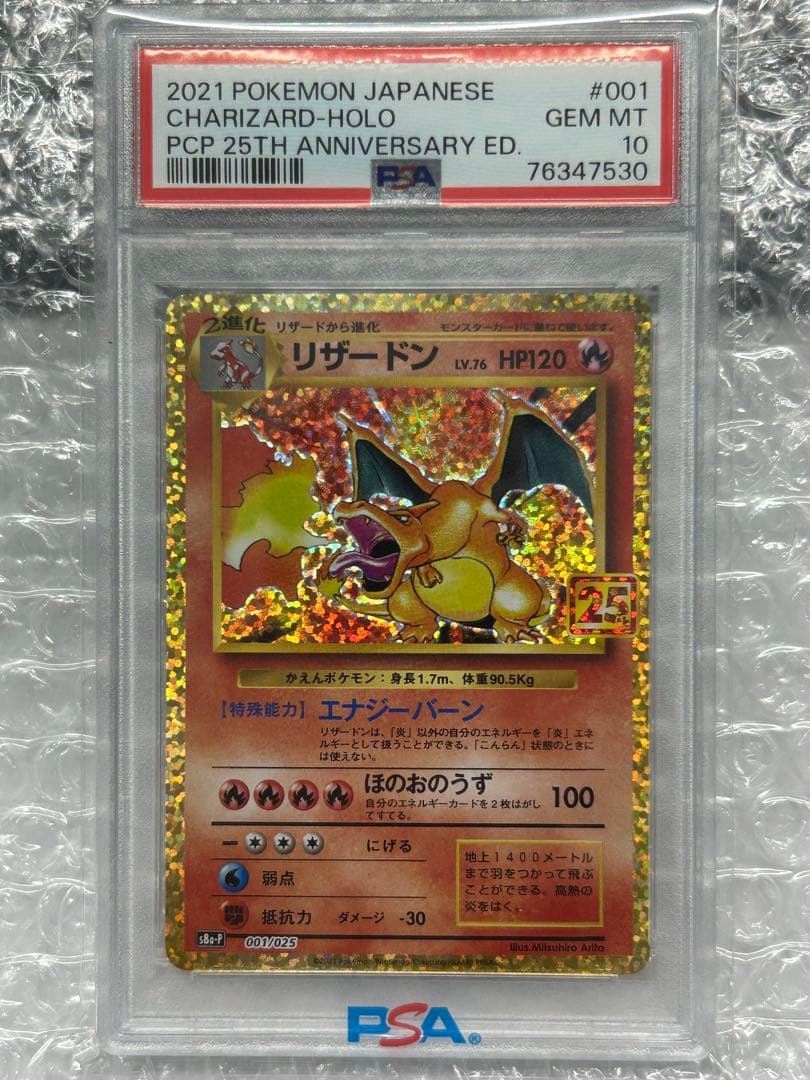 2021 POKEMON JAPANESE #001
CHARIZARD-HOLO GEM MT
PCP 25TH ANNIVERSARY ED. 10
PSA 76347530
2進化 リザードから進化 モンスターカードに重ねて使います。
リザードン LV.76 HP120
25
かえんポケモン：身長1.7m、体重90.5Kg
【特殊能力】エナジーバーン
リザードンは、「炎」以外の自分のエネルギーを「炎」エネ
ルギーとして扱うことができる。「こんらん」状態のときに
は使えない。
ほのおのうず 100
自分のエネルギーカードを2枚はがし
てすてる。
ー にげる
弱点
抵抗力 ダメージ -30
地上1400メートル
まで羽をつかって飛ぶ
ことができる。高熱の
炎をはく。
s8a-P 001/025 Illus.Mitsuhiro Arita
©2021 Pokémon/Nintendo/Creatures/GAME FREAK
PSA®